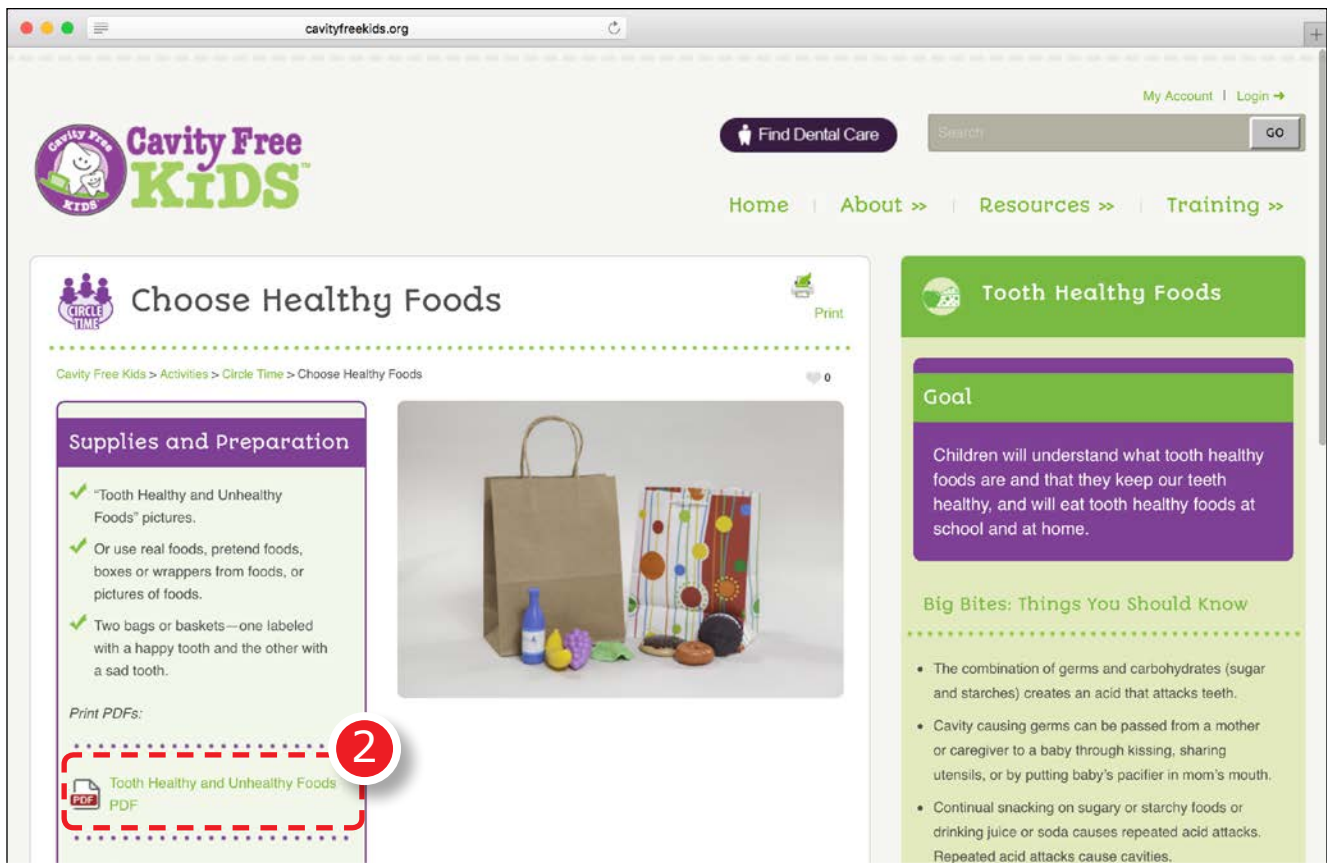 cavityfreekids.org
My Account | Login →
Cavity Free
KIDS
Cavity Free
KIDS™
Find Dental Care
Search
GO
Home | About » | Resources » | Training »
CIRCLE
TIME
Choose Healthy Foods
Print
Cavity Free Kids > Activities > Circle Time > Choose Healthy Foods
0
Supplies and Preparation
"Tooth Healthy and Unhealthy
Foods" pictures.
Or use real foods, pretend foods,
boxes or wrappers from foods, or
pictures of foods.
Two bags or baskets—one labeled
with a happy tooth and the other with
a sad tooth.
Print PDFs:
2
PDF
Tooth Healthy and Unhealthy Foods
PDF
Tooth Healthy Foods
Goal
Children will understand what tooth healthy
foods are and that they keep our teeth
healthy, and will eat tooth healthy foods at
school and at home.
Big Bites: Things You Should Know
• The combination of germs and carbohydrates (sugar
and starches) creates an acid that attacks teeth.
• Cavity causing germs can be passed from a mother
or caregiver to a baby through kissing, sharing
utensils, or by putting baby's pacifier in mom's mouth.
• Continual snacking on sugary or starchy foods or
drinking juice or soda causes repeated acid attacks.
Repeated acid attacks cause cavities.